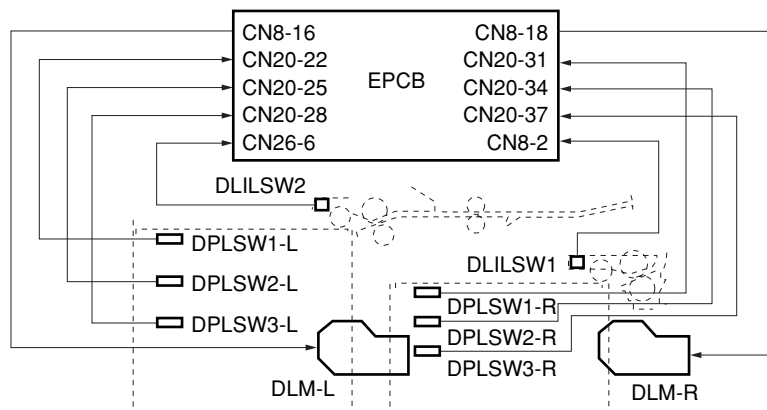 CN8-16 CN8-18
CN20-22 CN20-31
CN20-25 EPCB CN20-34
CN20-28 CN20-37
CN26-6 CN8-2
DLILSW2
DPLSW1-L
DLILSW1
DPLSW2-L
DPLSW1-R
DPLSW3-L
DPLSW2-R
DPLSW3-R
DLM-L DLM-R